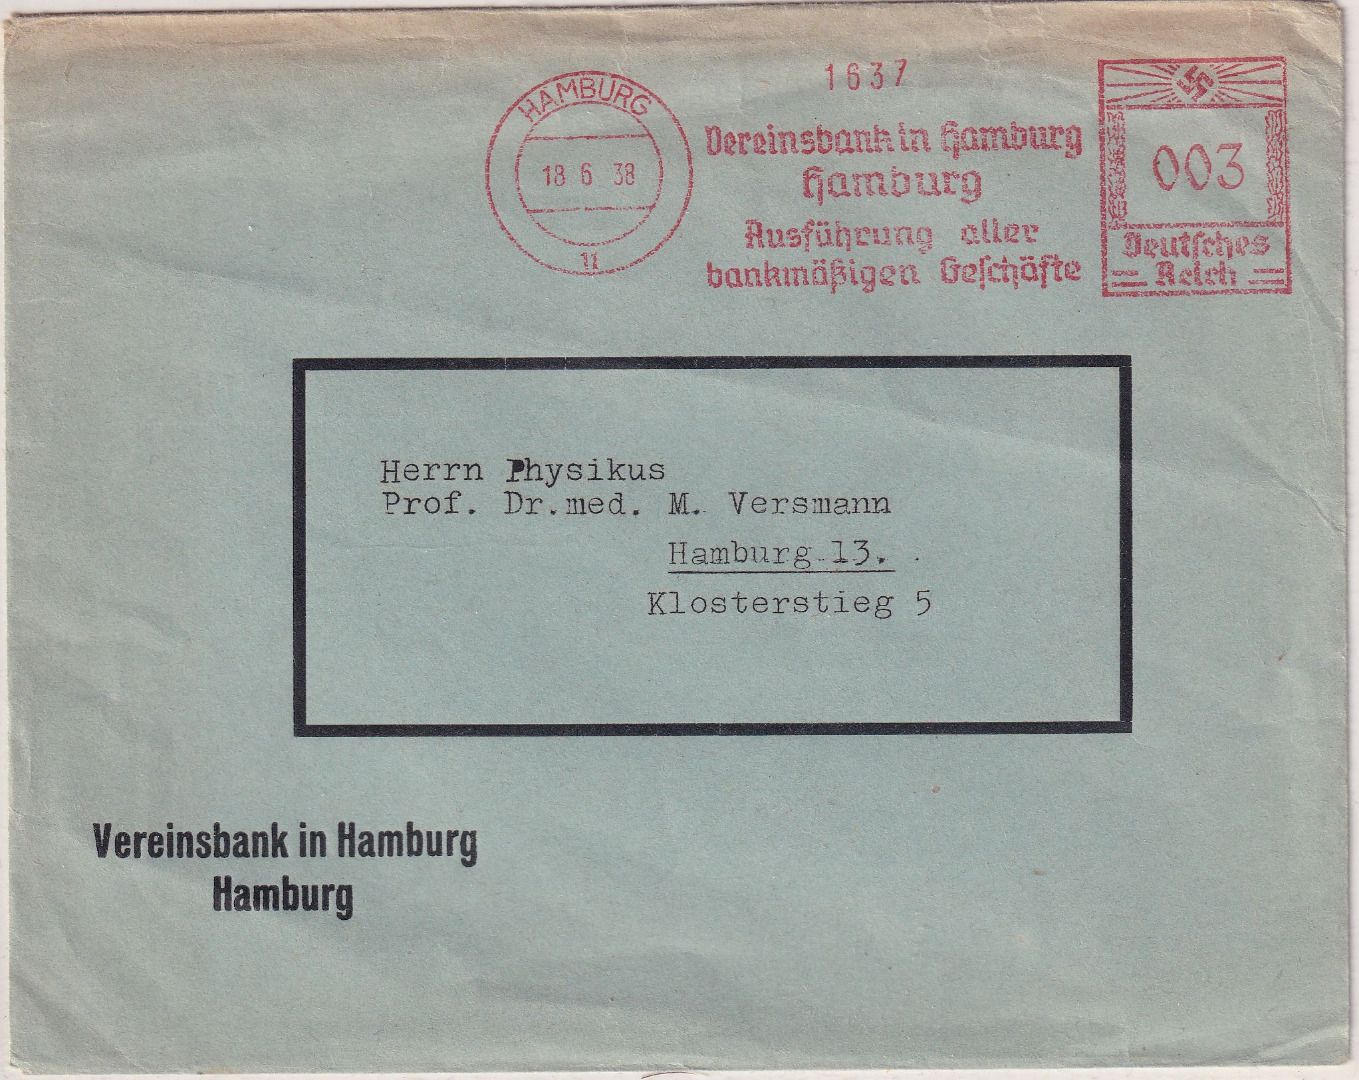 1637
HAMBURG
18 6 38
11
Vereinsbank in Hamburg
Hamburg
Ausführung aller
bankmäßigen Geschäfte
003
Deutsches
Reich
Herrn Physikus
Prof. Dr.med. M. Versmann
Hamburg 13.
Klosterstieg 5
Vereinsbank in Hamburg
Hamburg